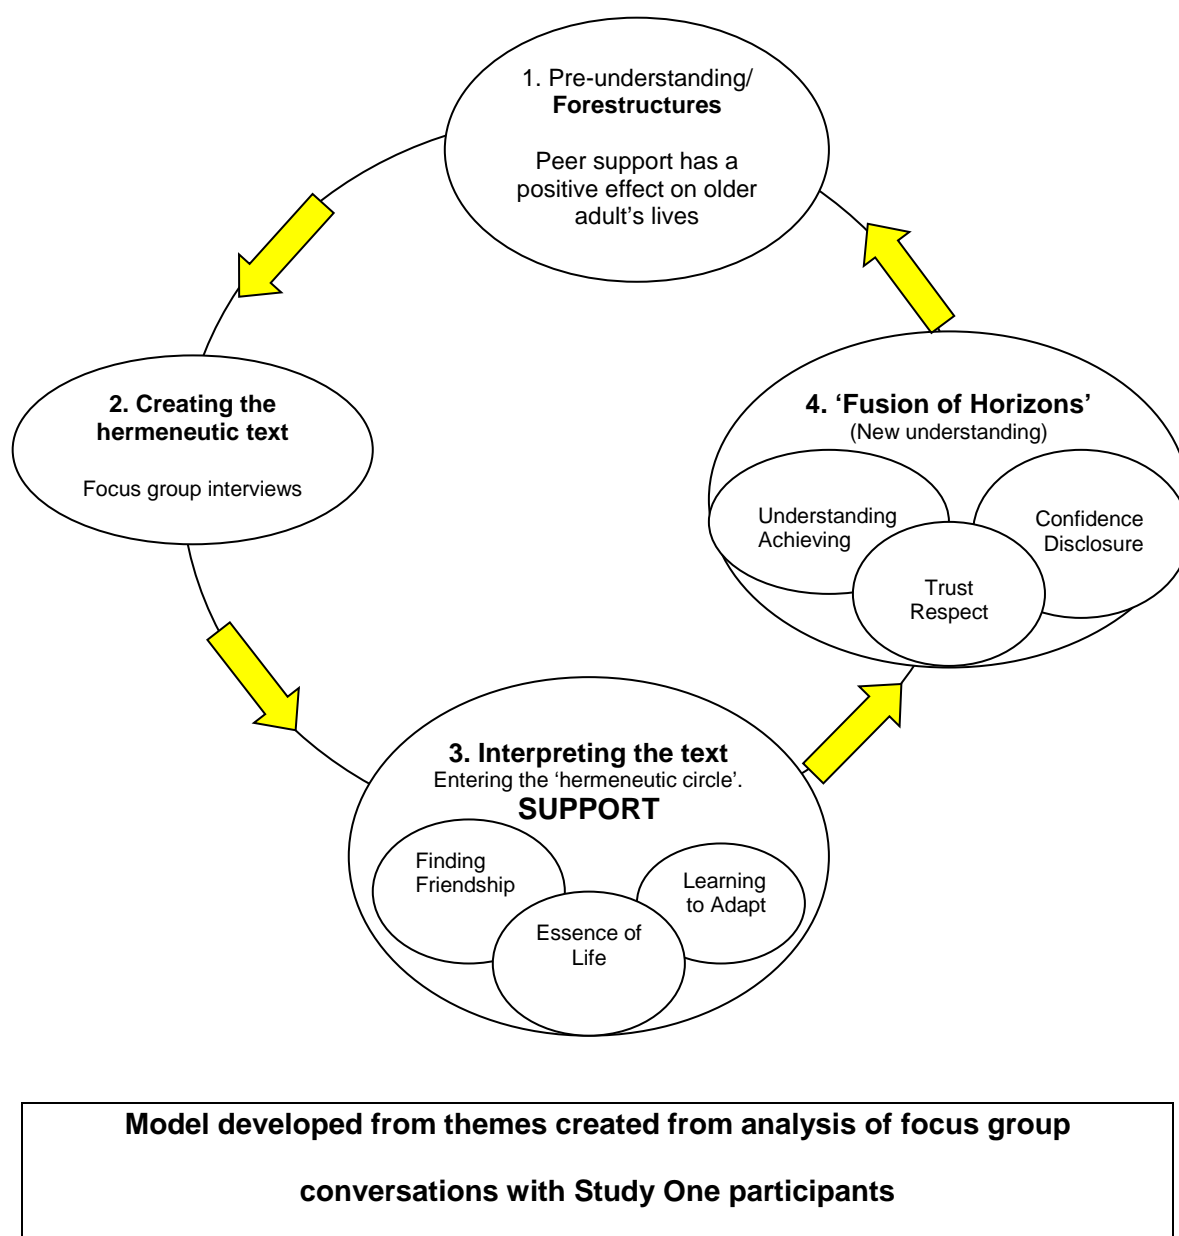 1. Pre-understanding/
Forestructures
Peer support has a
positive effect on older
adult’s lives
2. Creating the
hermeneutic text
Focus group interviews
3. Interpreting the text
Entering the ‘hermeneutic circle’.
SUPPORT
Finding
Friendship
Essence of
Life
Learning
to Adapt
4. ‘Fusion of Horizons’
(New understanding)
Understanding
Achieving
Trust
Respect
Confidence
Disclosure
Model developed from themes created from analysis of focus group
conversations with Study One participants